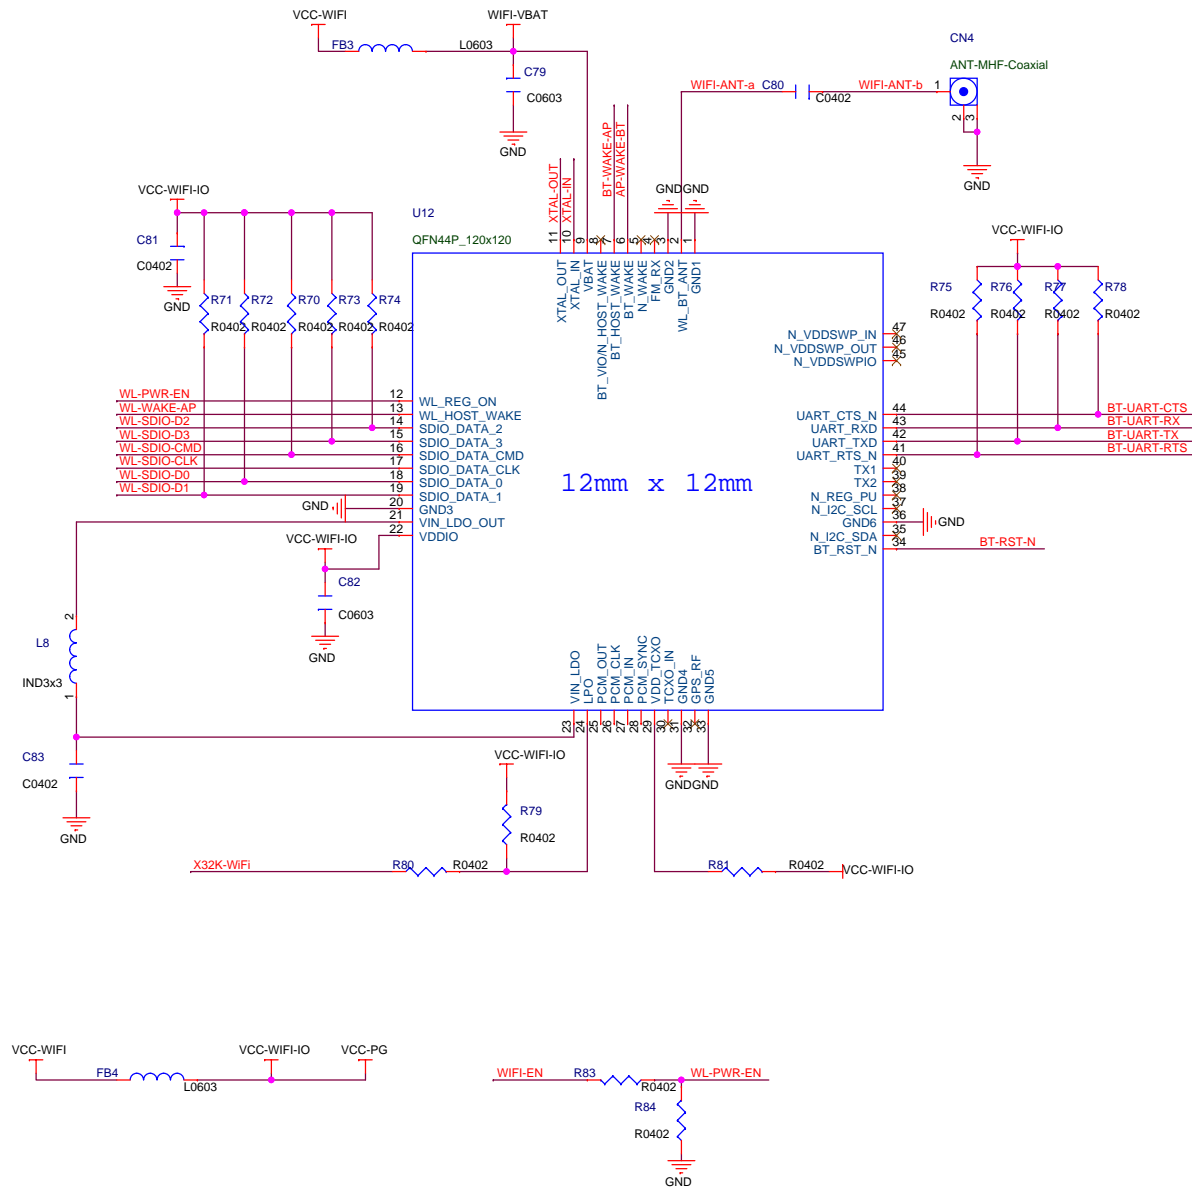 VCC-WIFI
WIFI-VBAT
FB3
L0603
C79
C0603
GND
CN4
ANT-MHF-Coaxial
WIFI-ANT-a
C80
C0402
WIFI-ANT-b
1
2
3
GND
XTAL-OUT
XTAL-IN
BT-WAKE-AP
AP-WAKE-BT
GND
GND
VCC-WIFI-IO
C81
C0402
GND
R71
R0402
R72
R0402
R70
R0402
R73
R0402
R74
R0402
U12
QFN44P_120x120
11
10
9
8
7
6
5
4
3
2
1
XTAL_OUT
XTAL_IN
VBAT
BT_VIO/N_HOST_WAKE
BT_HOST_WAKE
BT_WAKE
N_WAKE
FM_RX
GND2
WL_BT_ANT
GND1
VCC-WIFI-IO
R75
R0402
R76
R0402
R77
R0402
R78
R0402
N_VDDSWP_IN 47
N_VDDSWP_OUT 46
N_VDDSWPIO 45
WL-PWR-EN 12 WL_REG_ON
WL-WAKE-AP 13 WL_HOST_WAKE
WL-SDIO-D2 14 SDIO_DATA_2
WL-SDIO-D3 15 SDIO_DATA_3
WL-SDIO-CMD 16 SDIO_DATA_CMD
WL-SDIO-CLK 17 SDIO_DATA_CLK
WL-SDIO-D0 18 SDIO_DATA_0
WL-SDIO-D1 19 SDIO_DATA_1
GND 20 GND3
21 VIN_LDO_OUT
22 VDDIO
12mm x 12mm
UART_CTS_N 44 BT-UART-CTS
UART_RXD 43 BT-UART-RX
UART_TXD 42 BT-UART-TX
UART_RTS_N 41 BT-UART-RTS
TX1 40
TX2 39
N_REG_PU 38
N_I2C_SCL 37
GND6 36 GND
N_I2C_SDA 35
BT_RST_N 34 BT-RST-N
VCC-WIFI-IO
C82
C0603
GND
2
L8
IND3x3
1
C83
C0402
GND
VIN_LDO
LPO
PCM_OUT
PCM_CLK
PCM_IN
PCM_SYNC
VDD_TCXO
TCXO_IN
GND4
GPS_RF
GND5
23
24
25
26
27
28
29
30
31
32
33
GND
GND
VCC-WIFI-IO
R79
R0402
X32K-WiFi
R80
R0402
R81
R0402
VCC-WIFI-IO
VCC-WIFI
FB4
L0603
VCC-WIFI-IO
VCC-PG
WIFI-EN
R83
R0402
WL-PWR-EN
R84
R0402
GND